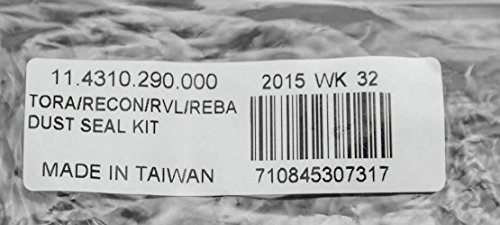 11.4310.290.000
2015 WK 32
TORA/RECON/RVL/REBA
DUST SEAL KIT
MADE IN TAIWAN
710845307317